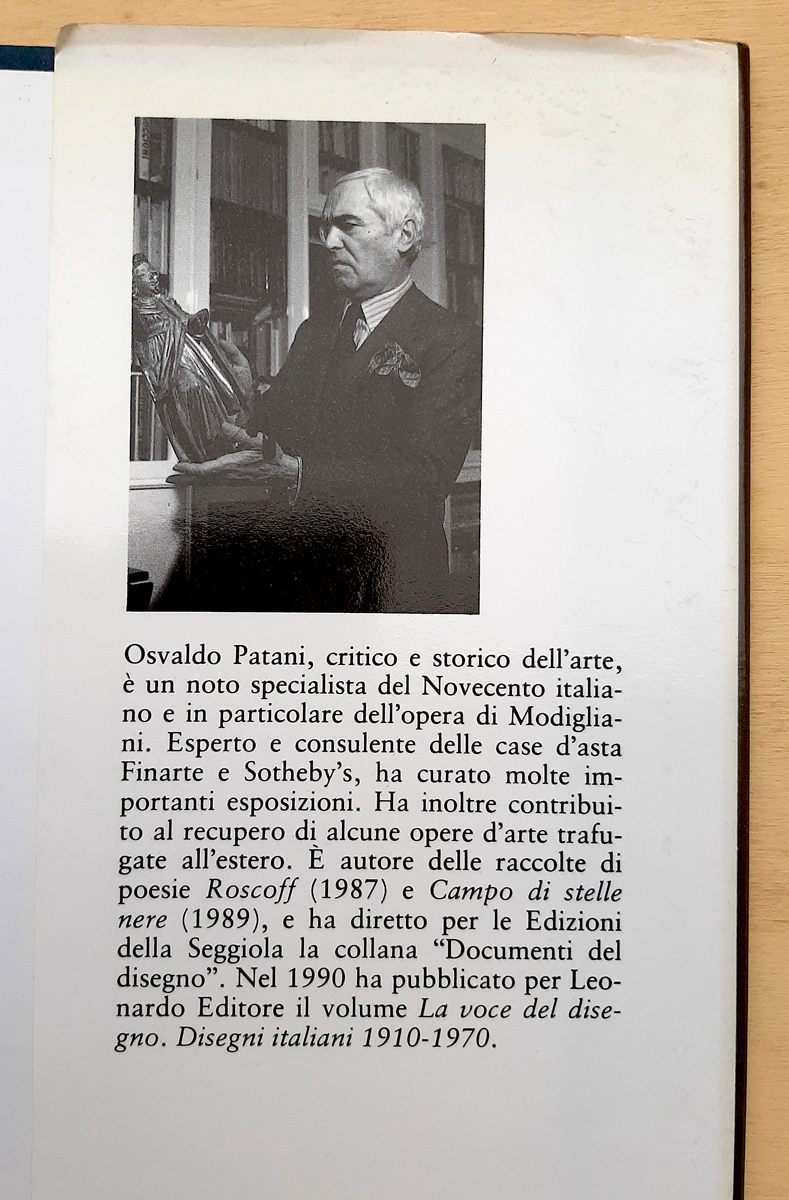 Osvaldo Patani, critico e storico dell'arte,
è un noto specialista del Novecento italia-
no e in particolare dell'opera di Modiglia-
ni. Esperto e consulente delle case d'asta
Finarte e Sotheby's, ha curato molte im-
portanti esposizioni. Ha inoltre contribui-
to al recupero di alcune opere d'arte trafu-
gate all'estero. È autore delle raccolte di
poesie Roscoff (1987) e Campo di stelle
nere (1989), e ha diretto per le Edizioni
della Seggiola la collana “Documenti del
disegno”. Nel 1990 ha pubblicato per Leo-
nardo Editore il volume La voce del dise-
gno. Disegni italiani 1910-1970.